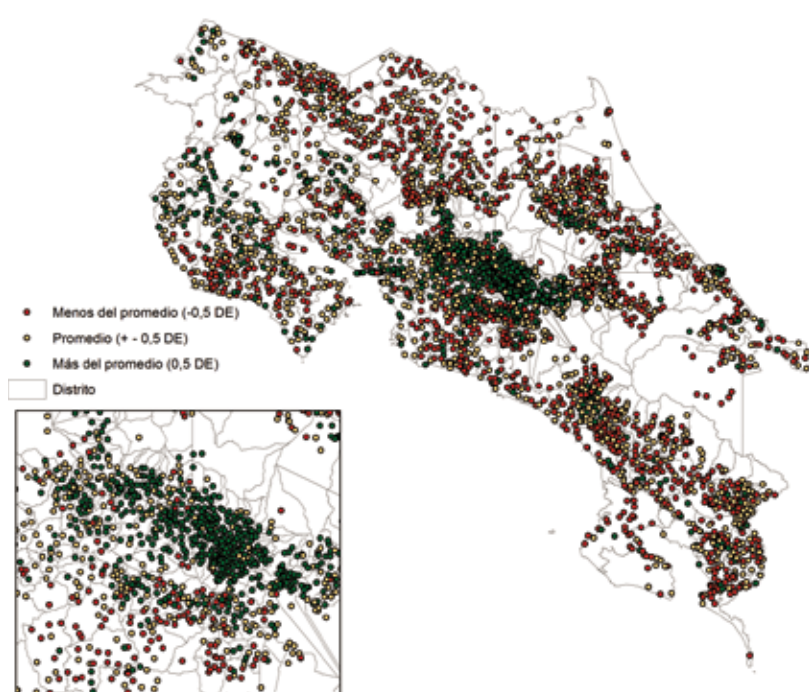 Menos del promedio (-0,5 DE)
Promedio (+ - 0.5 DE)
Más del promedio (0,5 DE)
Distrito